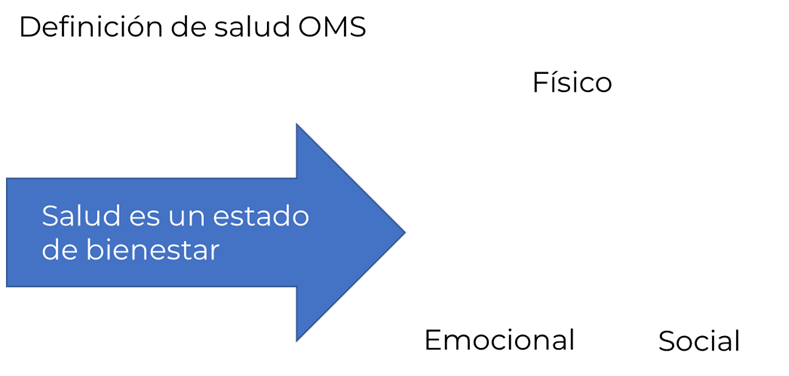 Definición de salud OMS
Físico
Salud es un estado
de bienestar
Emocional
Social